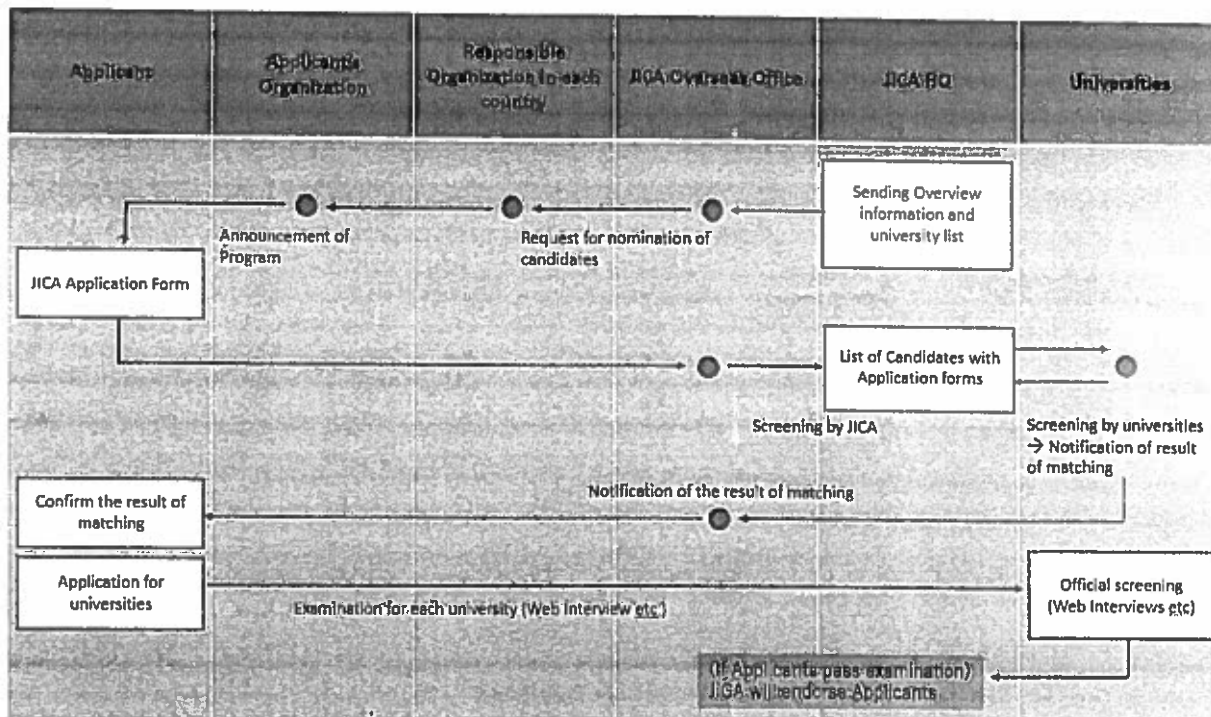 Applicant
Applicant's
Organization
Responsible
Organization in each
country
JICA Overseas Office
JICA HQ
Universities
Sending Overview
information and
university list
Announcement of
Program
Request for nomination of
candidates
JICA Application Form
List of Candidates with
Application forms
Screening by JICA
Screening by universities
→ Notification of result
of matching
Confirm the result of
matching
Notification of the result of matching
Application for
universities
Examination for each university (Web Interview etc.)
Official screening
(Web Interviews etc)
(If Applicants pass examination)
JICA will endorse Applicants